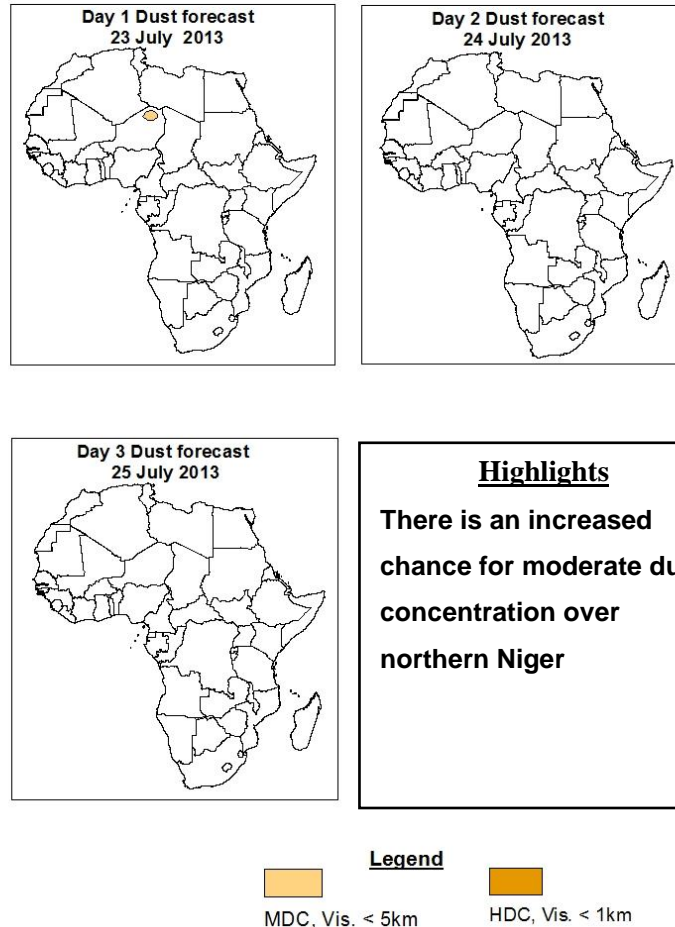 Day 1 Dust forecast
23 July 2013
Day 2 Dust forecast
24 July 2013
Day 3 Dust forecast
25 July 2013
Highlights
There is an increased
chance for moderate du
concentration over
northern Niger
Legend
MDC, Vis. < 5km
HDC, Vis. < 1km